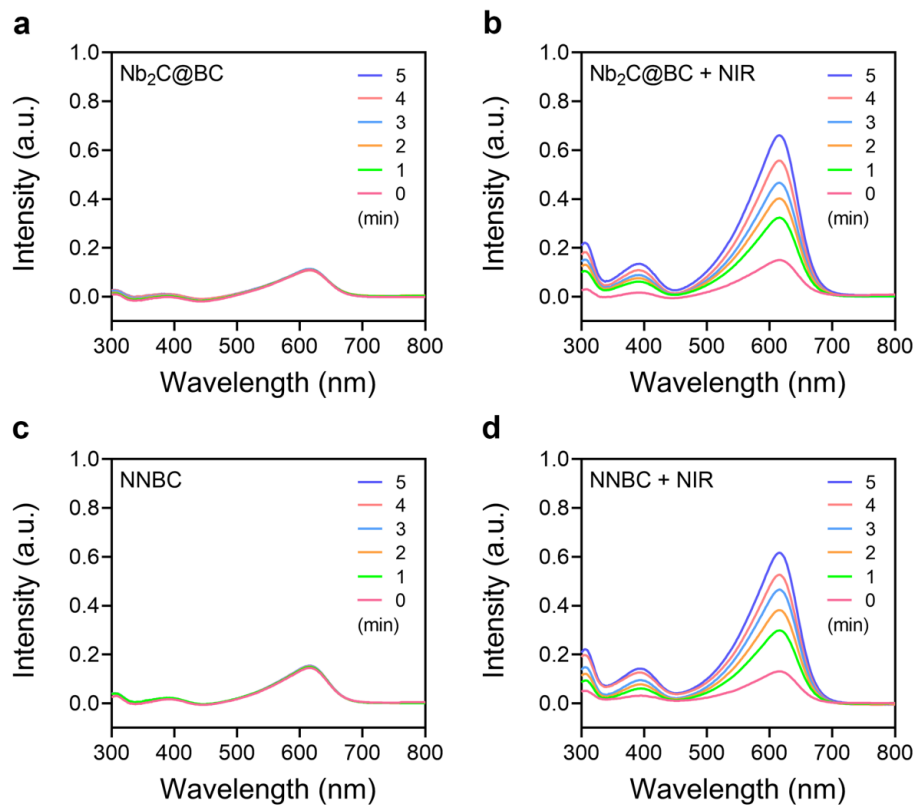 a
Nb₂C@BC
1.0
0.8
0.6
0.4
0.2
0.0
Intensity (a.u.)
300 400 500 600 700 800
Wavelength (nm)
5
4
3
2
1
0
(min)
b
Nb₂C@BC + NIR
1.0
0.8
0.6
0.4
0.2
0.0
Intensity (a.u.)
300 400 500 600 700 800
Wavelength (nm)
5
4
3
2
1
0
(min)
c
NNBC
1.0
0.8
0.6
0.4
0.2
0.0
Intensity (a.u.)
300 400 500 600 700 800
Wavelength (nm)
5
4
3
2
1
0
(min)
d
NNBC + NIR
1.0
0.8
0.6
0.4
0.2
0.0
Intensity (a.u.)
300 400 500 600 700 800
Wavelength (nm)
5
4
3
2
1
0
(min)